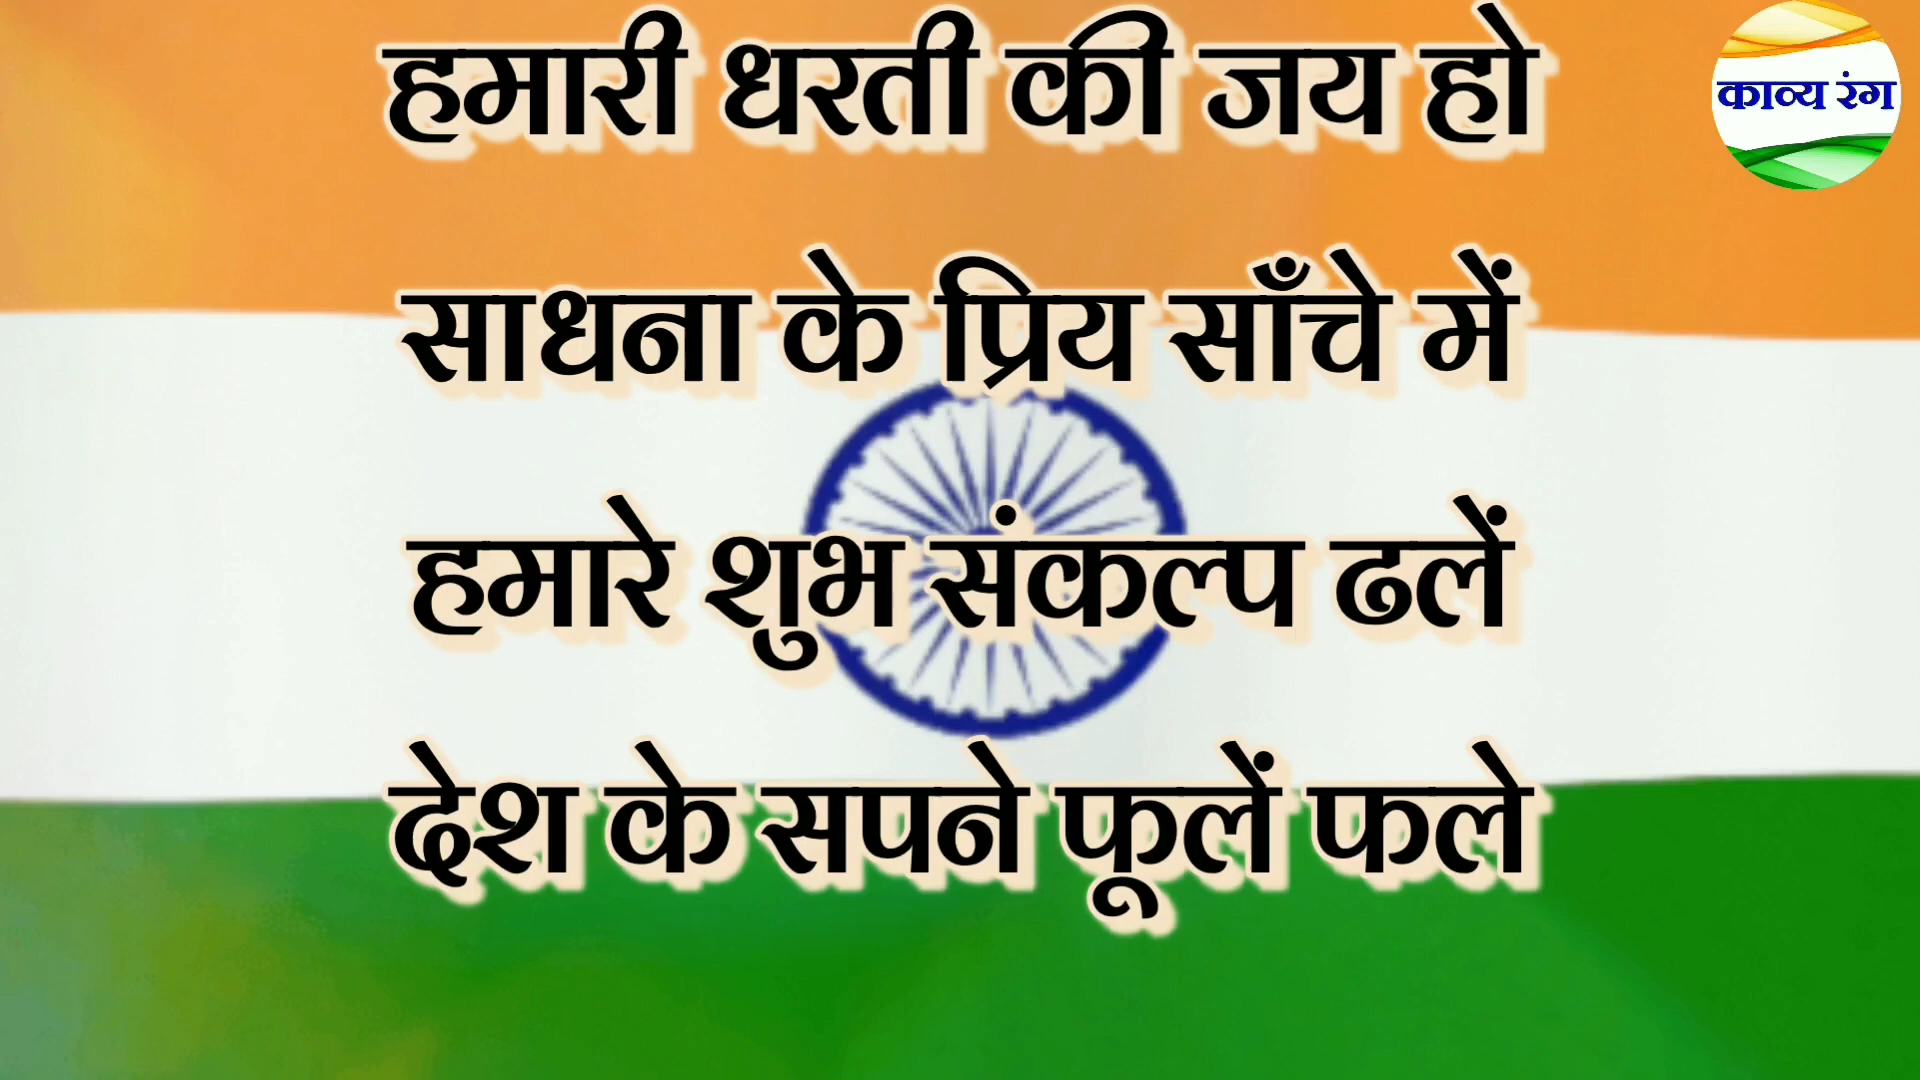 हमारी धरती की जय हो
काव्य रंग
साधना के प्रिय साँचे में
हमारे शुभ संकल्प ढलें
देश के सपने फूलें फले